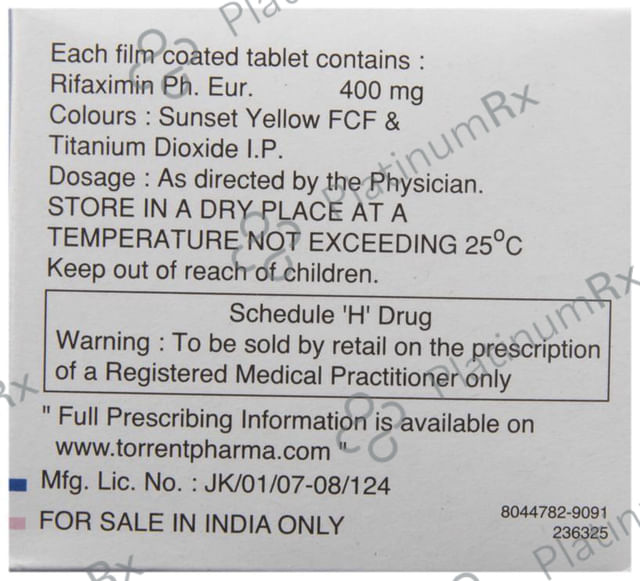 Each film coated tablet contains :
Rifaximin Ph. Eur. 400 mg
Colours : Sunset Yellow FCF &
Titanium Dioxide I.P.
Dosage : As directed by the Physician.
STORE IN A DRY PLACE AT A
TEMPERATURE NOT EXCEEDING 25°C
Keep out of reach of children.
Schedule 'H' Drug
Warning : To be sold by retail on the prescription
of a Registered Medical Practitioner only
" Full Prescribing Information is available on
www.torrentpharma.com "
Mfg. Lic. No. : JK/01/07-08/124
FOR SALE IN INDIA ONLY
8044782-9091
236325
PlatinumRx
PlatinumRx